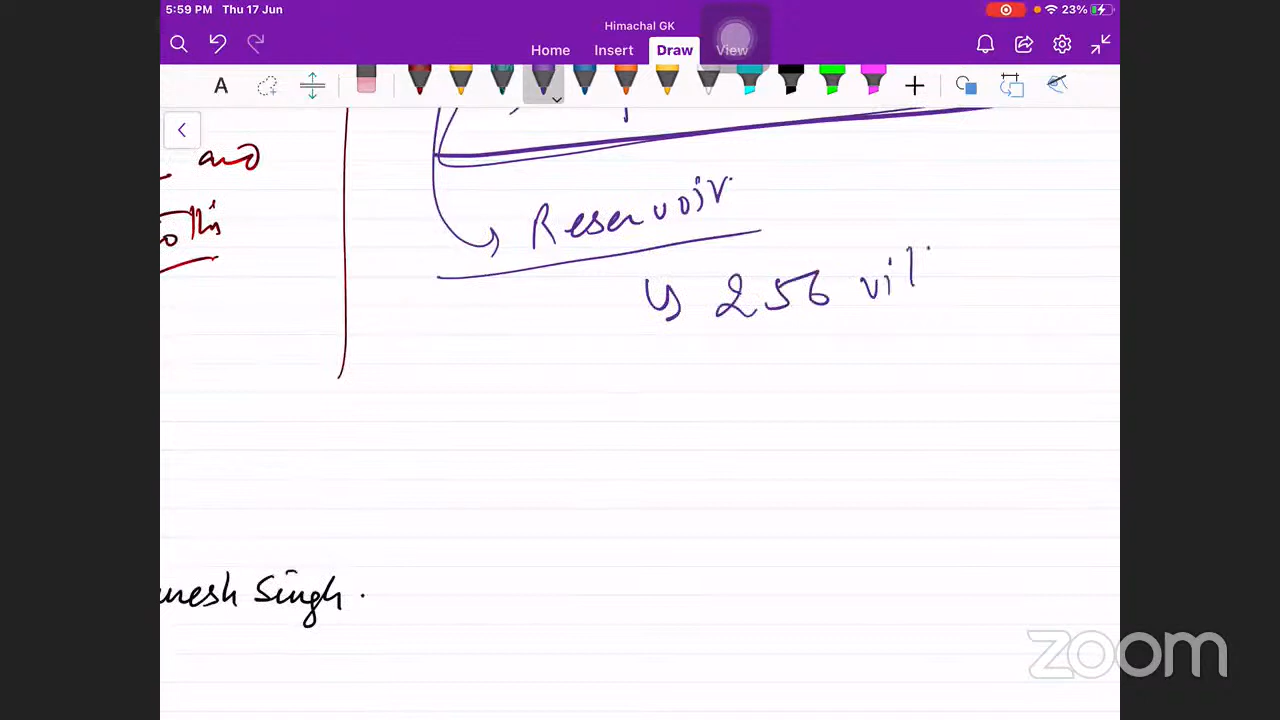 5:59 PM Thu 17 Jun
23%
Himachal GK
Home Insert Draw View
A
and
Reservoir
256 vil
nesh Singh.
zoom